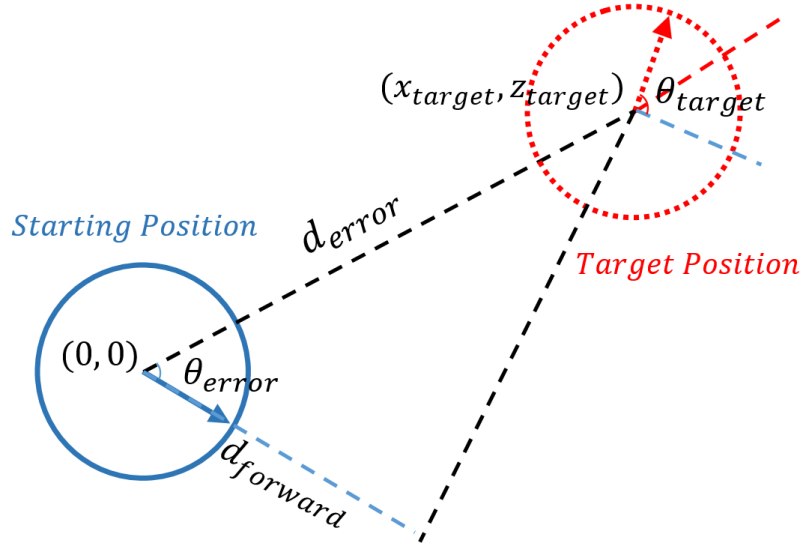 (x_target, z_target)
θ_target
d_error
Starting Position
Target Position
(0, 0)
θ_error
d_forward